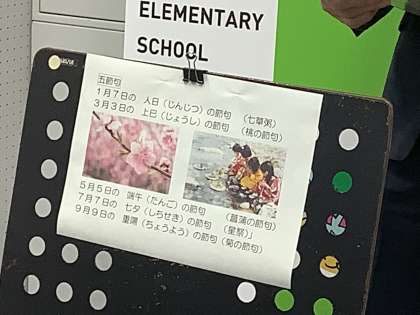 ELEMENTARY
SCHOOL
五節句
1月7日の 人日（じんじつ）の節句 （七草粥）
3月3日の 上巳（じょうし）の節句 （桃の節句）
5月5日の 端午（たんご）の節句 （菖蒲の節句）
7月7日の 七夕（しちせき）の節句 （星祭）」
9月9日の 重陽（ちょうよう）の節句（菊の節句）